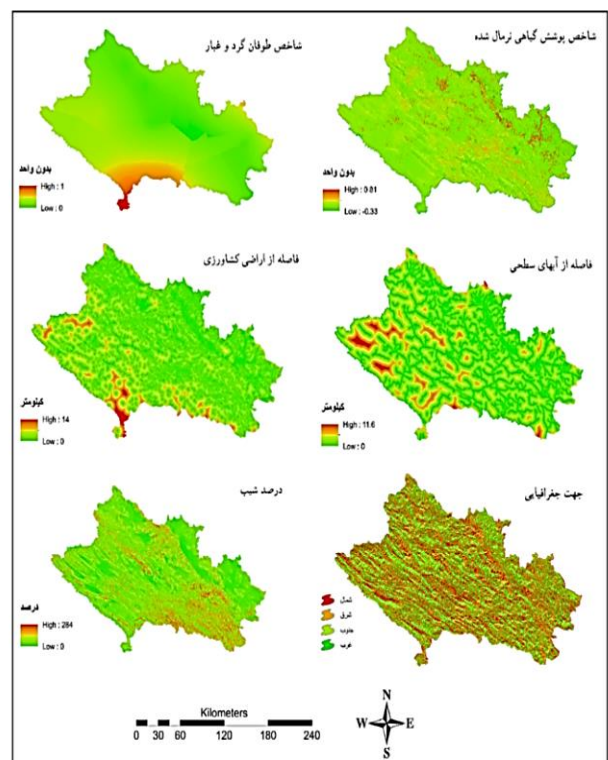 شاخص طوفان گرد و غبار
بدون واحد
High : 1
Low : 0
شاخص پوشش گیاهی نرمال شده
بدون واحد
High : 0.81
Low : -0.33
فاصله از آراضی کشاورزی
کیلومتر
High : 14
Low : 0
فاصله از آبهای سطحی
کیلومتر
High : 11.6
Low : 0
درصد شیب
درصد
High : 284
Low : 0
جهت جغرافیایی
شمال
شرق
جنوب
غرب
Kilometers
0 30 60 120 180 240
N
W E
S